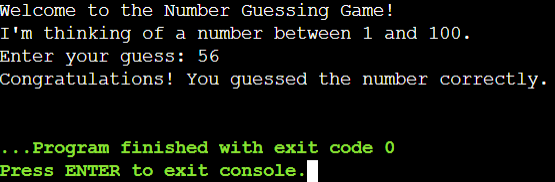 Welcome to the Number Guessing Game!
I'm thinking of a number between 1 and 100.
Enter your guess: 56
Congratulations! You guessed the number correctly.
...Program finished with exit code 0
Press ENTER to exit console.